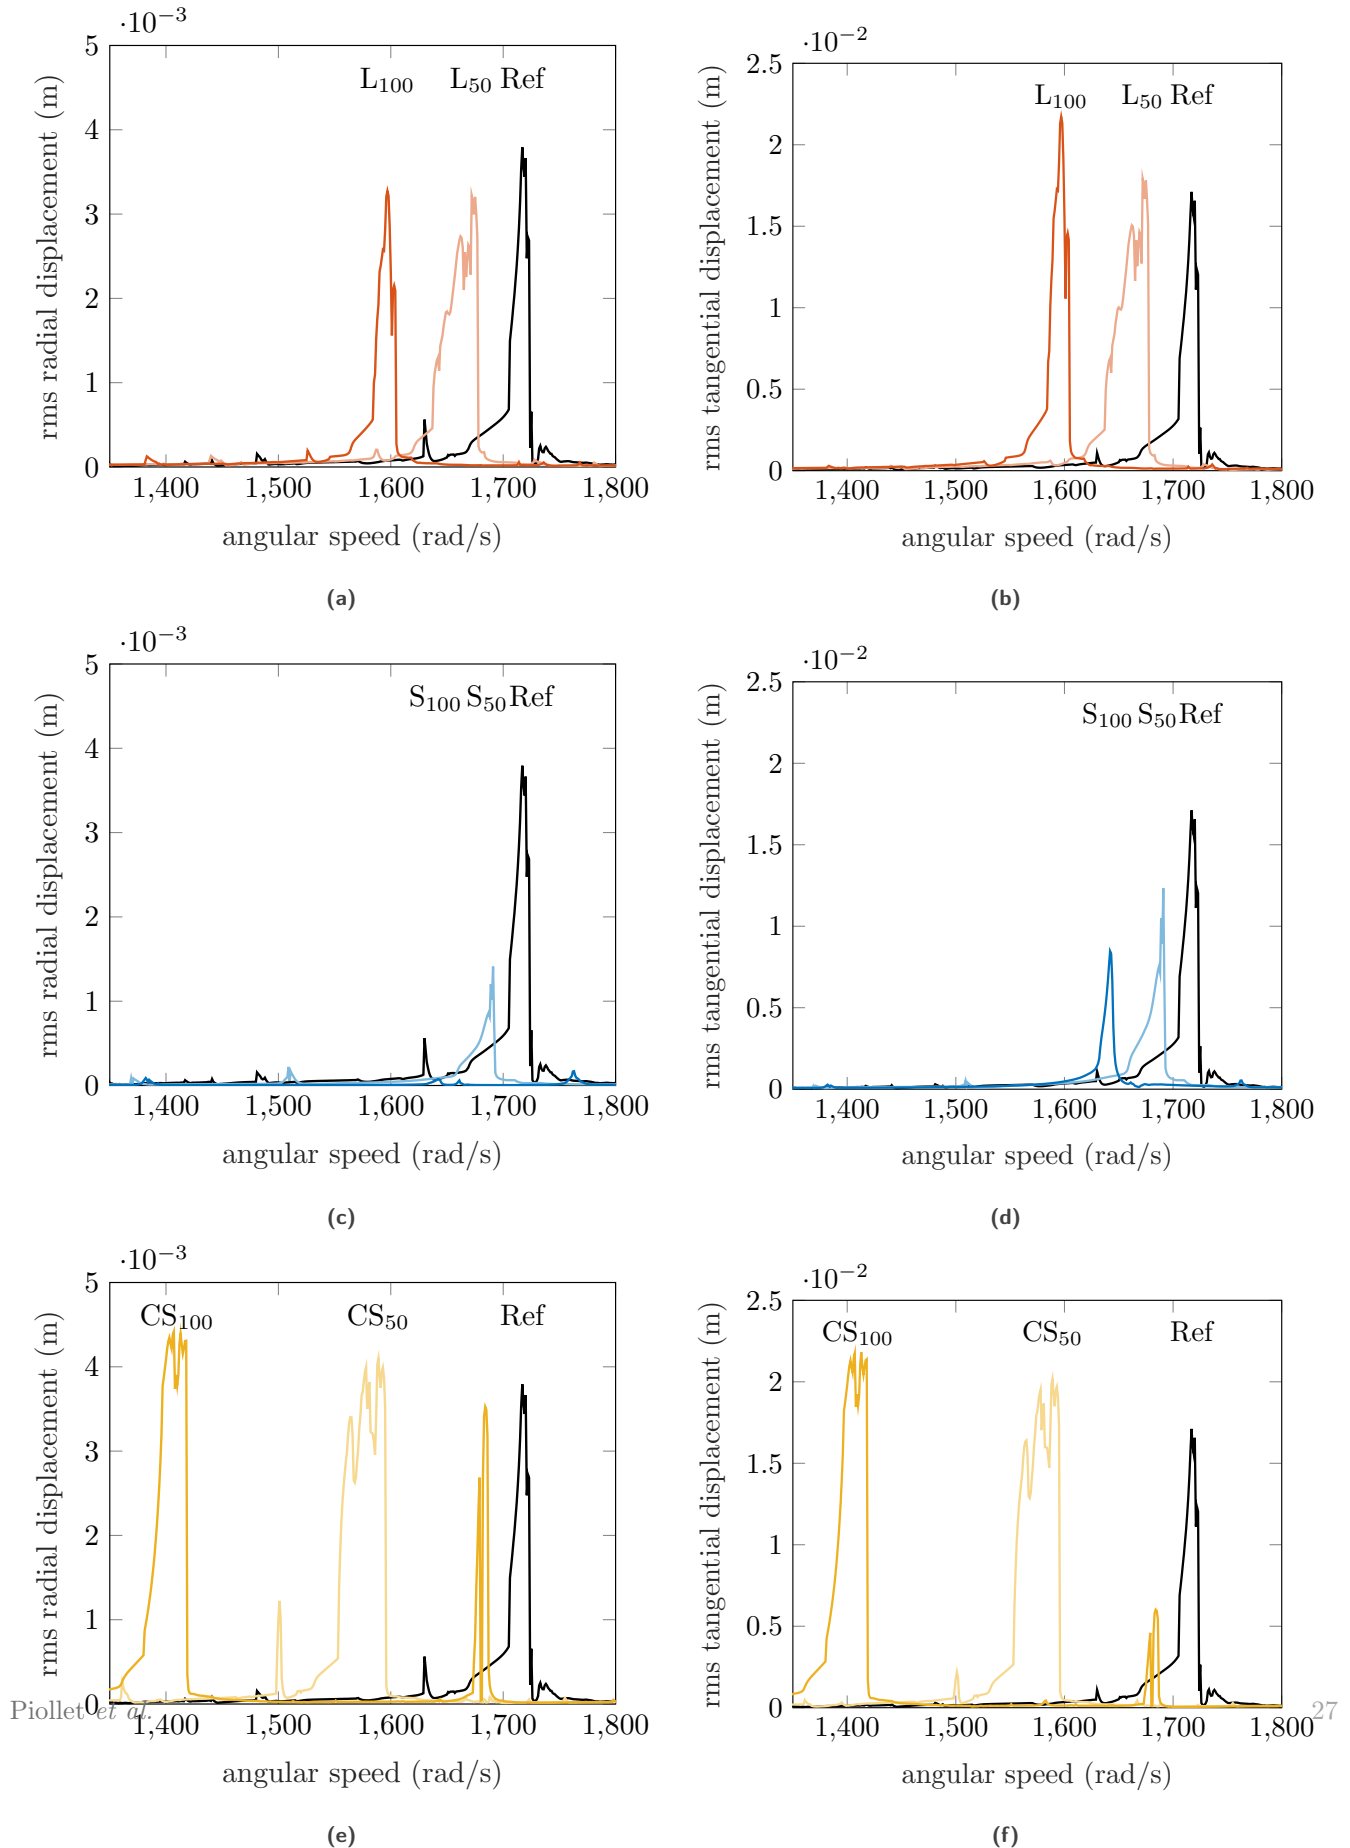 ·10⁻³
5
4
3
2
1
0
1,400 1,500 1,600 1,700 1,800
angular speed (rad/s)
rms radial displacement (m)
L₁₀₀ L₅₀ Ref
(a)
·10⁻²
2.5
2
1.5
1
0.5
0
1,400 1,500 1,600 1,700 1,800
angular speed (rad/s)
rms tangential displacement (m)
L₁₀₀ L₅₀ Ref
(b)
·10⁻³
5
4
3
2
1
0
1,400 1,500 1,600 1,700 1,800
angular speed (rad/s)
rms radial displacement (m)
S₁₀₀ S₅₀ Ref
(c)
·10⁻²
2.5
2
1.5
1
0.5
0
1,400 1,500 1,600 1,700 1,800
angular speed (rad/s)
rms tangential displacement (m)
S₁₀₀ S₅₀ Ref
(d)
·10⁻³
5
4
3
2
1
0
1,400 1,500 1,600 1,700 1,800
angular speed (rad/s)
rms radial displacement (m)
CS₁₀₀ CS₅₀ Ref
(e)
·10⁻²
2.5
2
1.5
1
0.5
0
1,400 1,500 1,600 1,700 1,800
angular speed (rad/s)
rms tangential displacement (m)
CS₁₀₀ CS₅₀ Ref
(f)
Piollet et al.
27